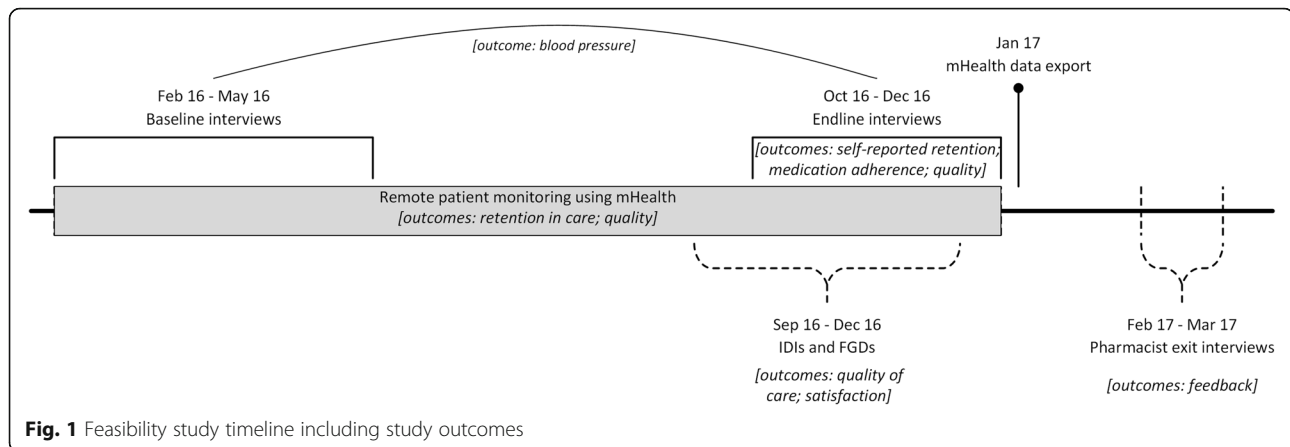 [outcome: blood pressure]
Jan 17
mHealth data export
Feb 16 - May 16
Baseline interviews
Oct 16 - Dec 16
Endline interviews
[outcomes: self-reported retention;
medication adherence; quality]
Remote patient monitoring using mHealth
[outcomes: retention in care; quality]
Sep 16 - Dec 16
IDIs and FGDs
[outcomes: quality of
care; satisfaction]
Feb 17 - Mar 17
Pharmacist exit interviews
[outcomes: feedback]
Fig. 1 Feasibility study timeline including study outcomes